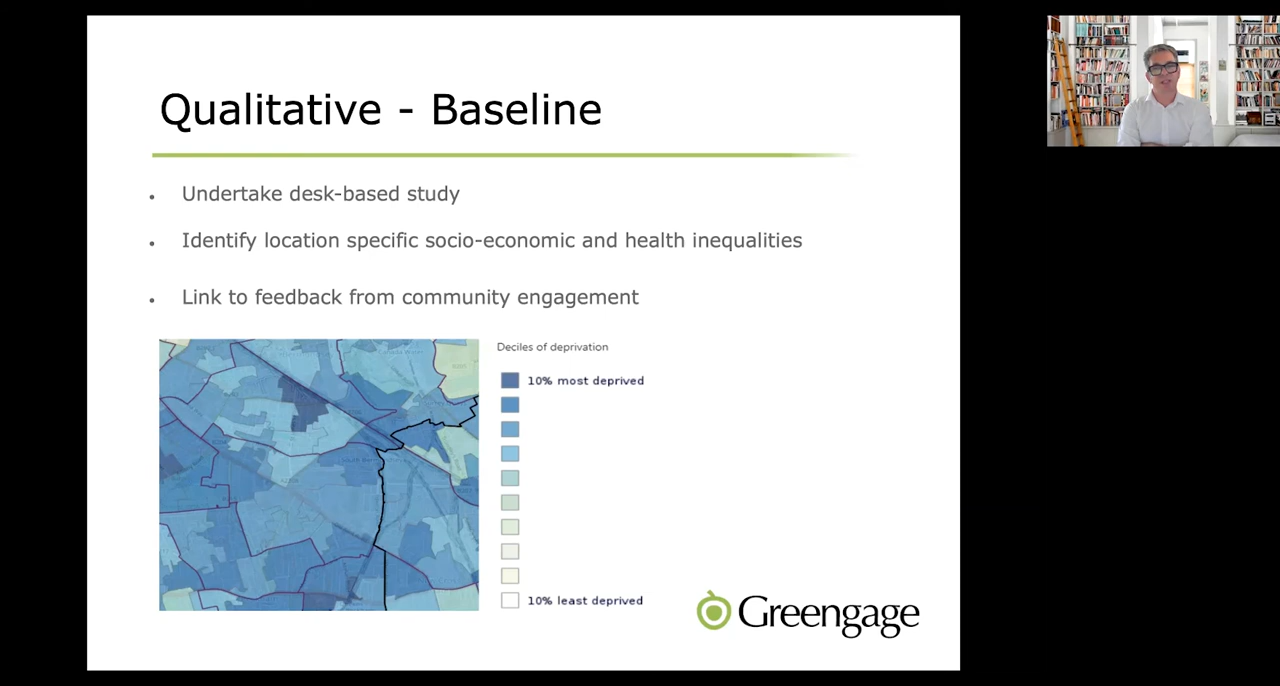 Qualitative - Baseline
• Undertake desk-based study
• Identify location specific socio-economic and health inequalities
• Link to feedback from community engagement
Deciles of deprivation
10% most deprived
10% least deprived
Greengage